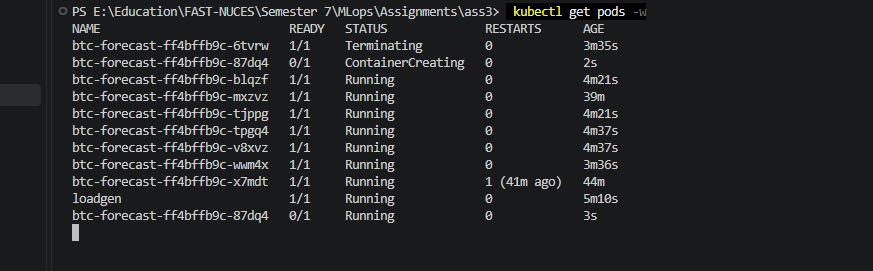 PS E:\Education\FAST-NUCES\Semester 7\MLops\Assignments\ass3> kubectl get pods -w
NAME READY STATUS RESTARTS AGE
btc-forecast-ff4bffb9c-6tvrw 1/1 Terminating 0 3m35s
btc-forecast-ff4bffb9c-87dq4 0/1 ContainerCreating 0 2s
btc-forecast-ff4bffb9c-blqzf 1/1 Running 0 4m21s
btc-forecast-ff4bffb9c-mxzvz 1/1 Running 0 39m
btc-forecast-ff4bffb9c-tjppg 1/1 Running 0 4m21s
btc-forecast-ff4bffb9c-tpgq4 1/1 Running 0 4m37s
btc-forecast-ff4bffb9c-v8xvz 1/1 Running 0 4m37s
btc-forecast-ff4bffb9c-wwm4x 1/1 Running 0 3m36s
btc-forecast-ff4bffb9c-x7mdt 1/1 Running 1 (41m ago) 44m
loadgen 1/1 Running 0 5m10s
btc-forecast-ff4bffb9c-87dq4 0/1 Running 0 3s